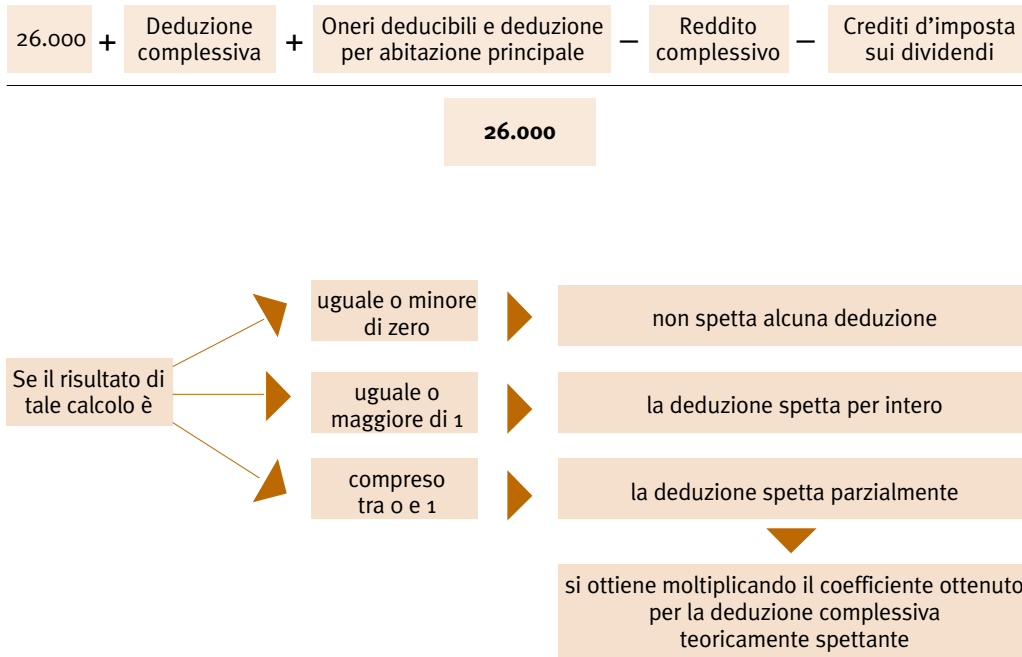 26.000 + Deduzione complessiva + Oneri deducibili e deduzione per abitazione principale − Reddito complessivo − Crediti d'imposta sui dividendi
26.000
uguale o minore
di zero
non spetta alcuna deduzione
Se il risultato di
tale calcolo è
uguale o
maggiore di 1
la deduzione spetta per intero
compreso
tra 0 e 1
la deduzione spetta parzialmente
si ottiene moltiplicando il coefficiente ottenuto
per la deduzione complessiva
teoricamente spettante